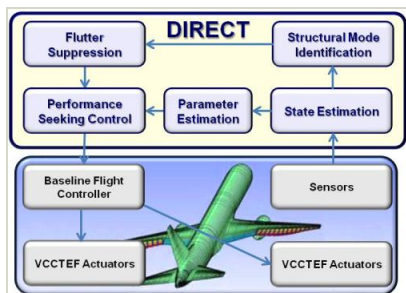 DIRECT
Flutter
Suppression
Structural Mode
Identification
Performance
Seeking Control
Parameter
Estimation
State Estimation
Baseline Flight
Controller
Sensors
VCCTEF Actuators
VCCTEF Actuators